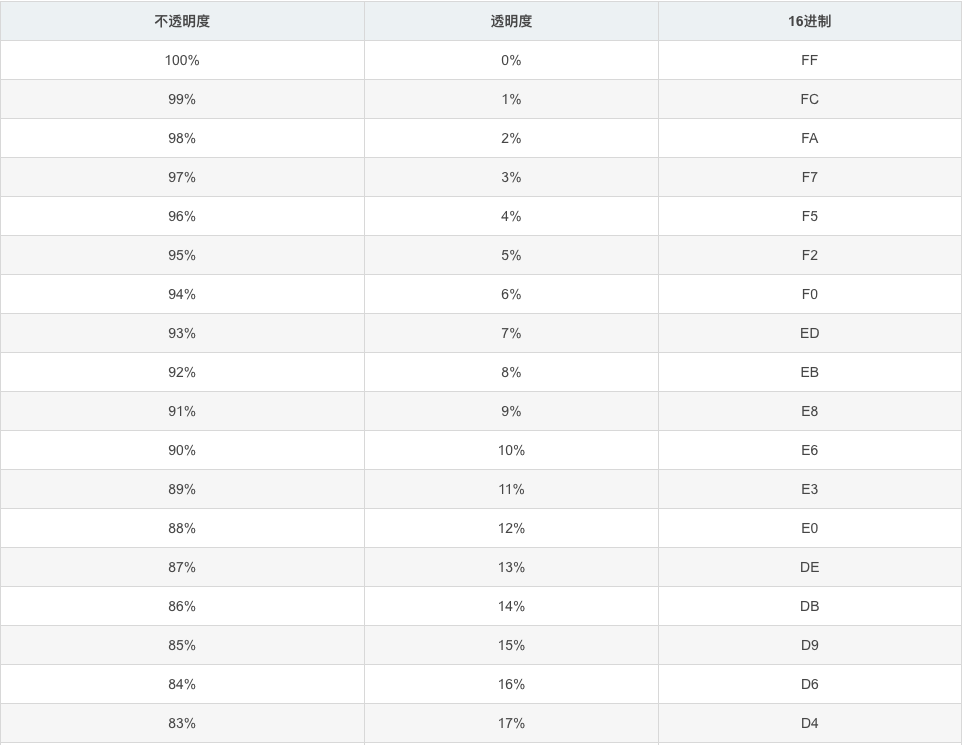 不透明度 透明度 16进制
100% 0% FF
99% 1% FC
98% 2% FA
97% 3% F7
96% 4% F5
95% 5% F2
94% 6% F0
93% 7% ED
92% 8% EB
91% 9% E8
90% 10% E6
89% 11% E3
88% 12% E0
87% 13% DE
86% 14% DB
85% 15% D9
84% 16% D6
83% 17% D4